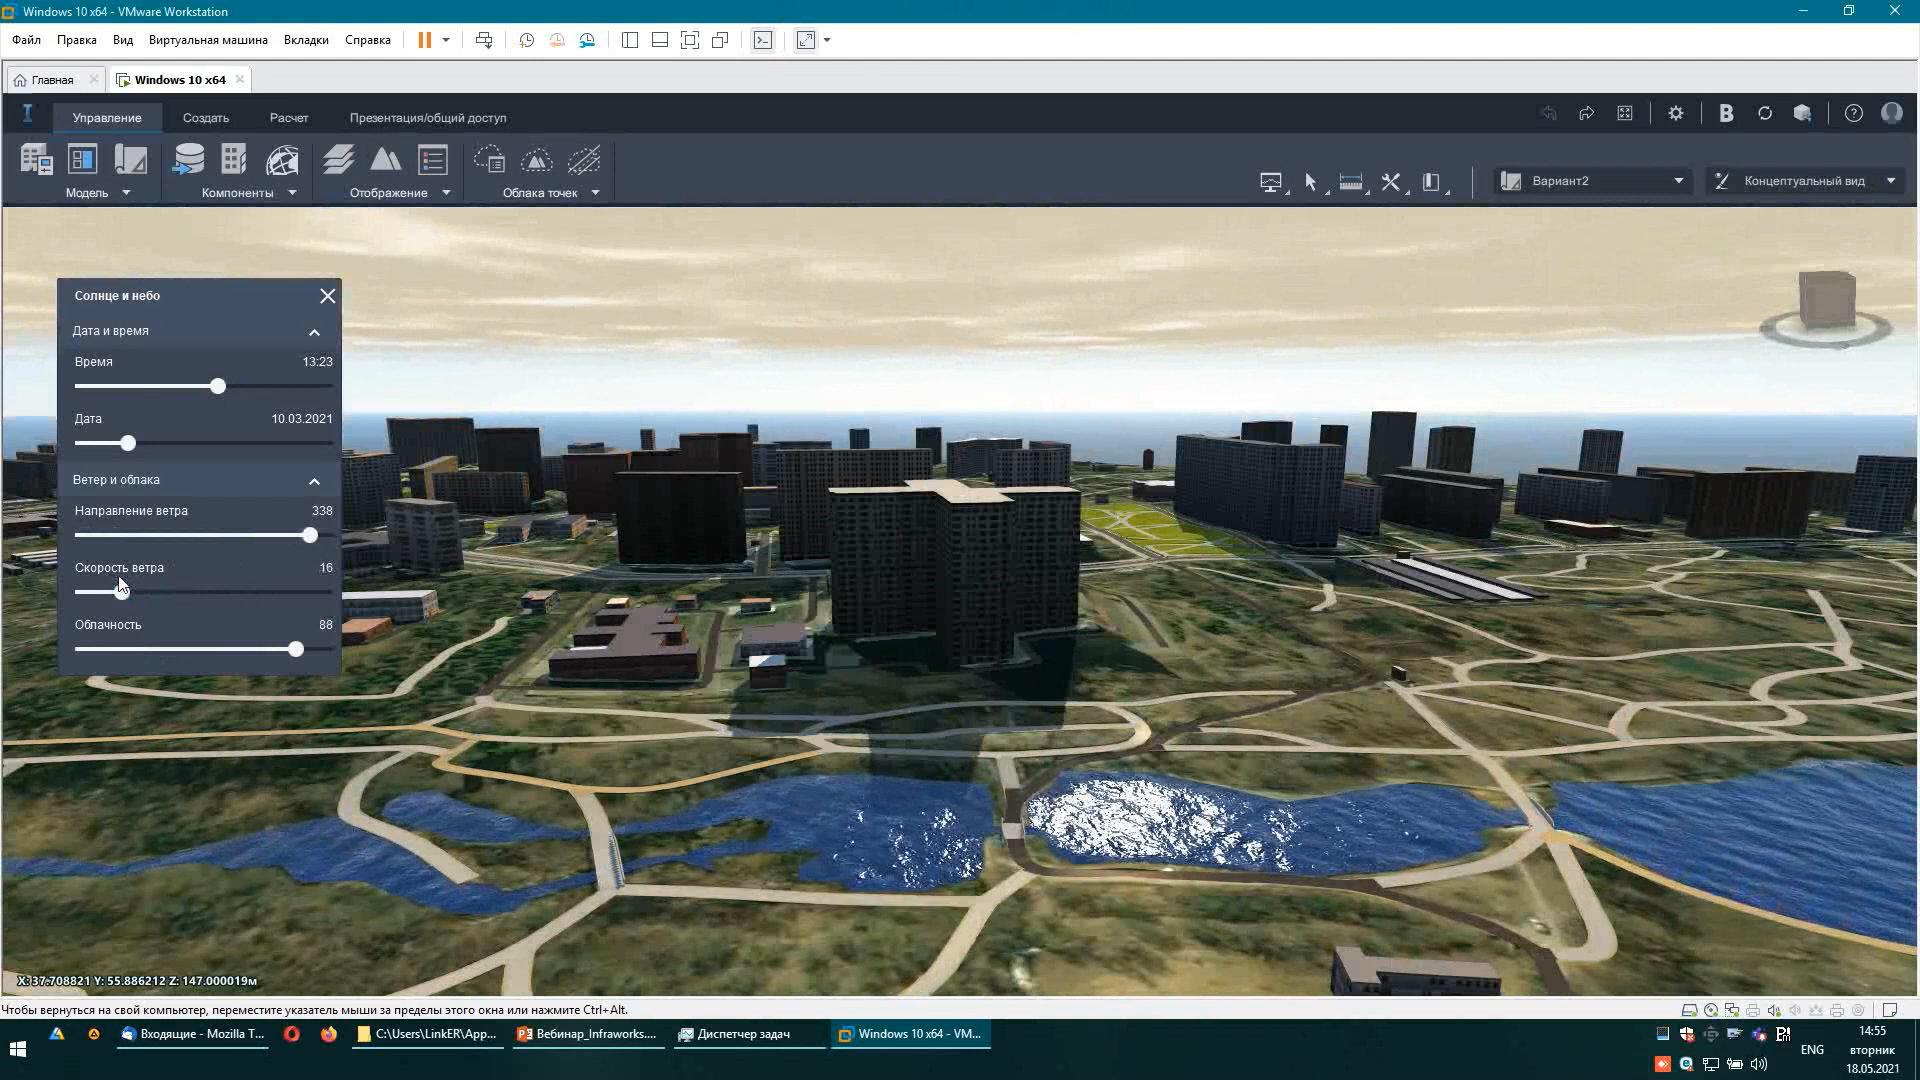 Windows 10 x64 - VMware Workstation
Файл Правка Вид Виртуальная машина Вкладки Справка
Главная
Windows 10 x64
Управление
Создать
Расчет
Презентация/общий доступ
Модель
Компоненты
Отображение
Облака точек
Вариант2
Концептуальный вид
Солнце и небо
Дата и время
Время 13:23
Дата 10.03.2021
Ветер и облака
Направление ветра 338
Скорость ветра 16
Облачность 88
X: 37.708821 Y: 55.886212 Z: 147.000019м
Чтобы вернуться на свой компьютер, переместите указатель мыши за пределы этого окна или нажмите Ctrl+Alt.
Входящие - Mozilla T...
C:\Users\LinkER\App...
Вебинар_Infraworks....
Диспетчер задач
Windows 10 x64 - VM...
ENG
14:55
вторник
18.05.2021